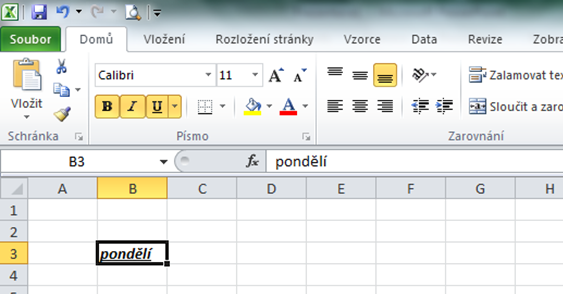 Soubor Domů Vložení Rozložení stránky Vzorce Data Revize Zobra
Calibri 11 A A Zalamovat tex
Vložit B I U A Sloučit a zaro
Schránka Písmo Zarovnání
B3 fx pondělí
A B C D E F G H
1
2
3 pondělí
4